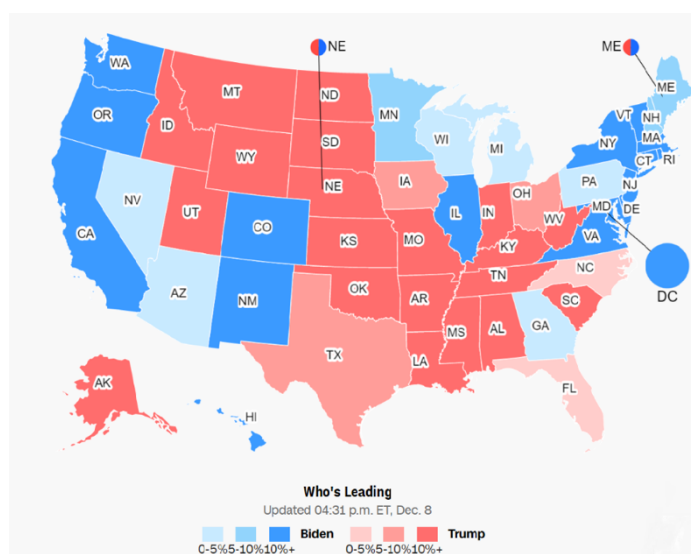 NE
ME
WA
MT
ND
ME
OR
MN
VT
NH
ID
SD
WI
MI
NY
MA
WY
CT
RI
NE
IA
PA
NJ
NV
OH
MD
DE
UT
CO
IL
IN
WV
CA
KS
MO
KY
VA
NC
TN
DC
AZ
NM
OK
AR
SC
MS
AL
GA
TX
LA
AK
FL
HI
Who's Leading
Updated 04:31 p.m. ET, Dec. 8
Biden
Trump
0-5%5-10%10%+
0-5%5-10%10%+